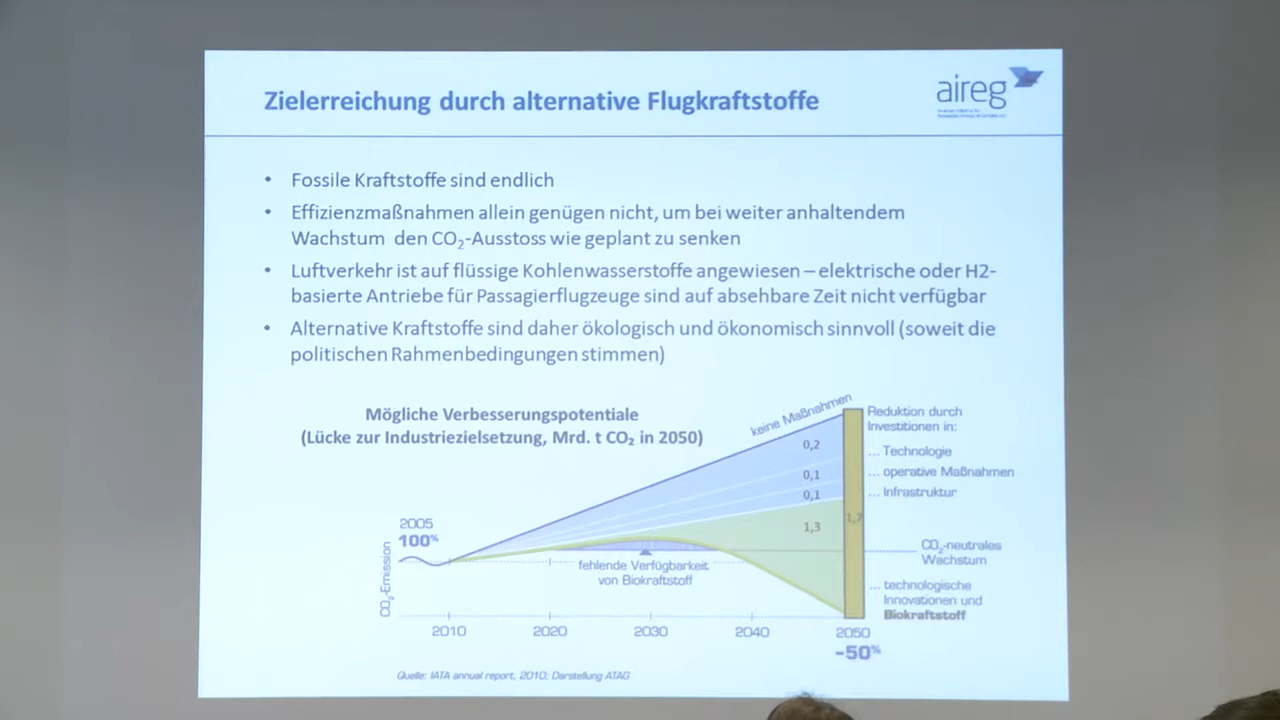 Zielerreichung durch alternative Flugkraftstoffe
aireg
• Fossile Kraftstoffe sind endlich
• Effizienzmaßnahmen allein genügen nicht, um bei weiter anhaltendem
Wachstum den CO₂-Ausstoss wie geplant zu senken
• Luftverkehr ist auf flüssige Kohlenwasserstoffe angewiesen – elektrische oder H2-
basierte Antriebe für Passagierflugzeuge sind auf absehbare Zeit nicht verfügbar
• Alternative Kraftstoffe sind daher ökologisch und ökonomisch sinnvoll (soweit die
politischen Rahmenbedingungen stimmen)
Mögliche Verbesserungspotentiale
(Lücke zur Industriezielsetzung, Mrd. t CO₂ in 2050)
keine Maßnahmen
Reduktion durch
Investitionen in:
0,2
... Technologie
0,1
... operative Maßnahmen
0,1
... Infrastruktur
1,3
1,7
2005
100%
CO₂-Emission
CO₂-neutrales
Wachstum
fehlende Verfügbarkeit
von Biokraftstoff
... technologische
Innovationen und
Biokraftstoff
2010
2020
2030
2040
2050
-50%
Quelle: IATA annual report, 2010; Darstellung ATAG